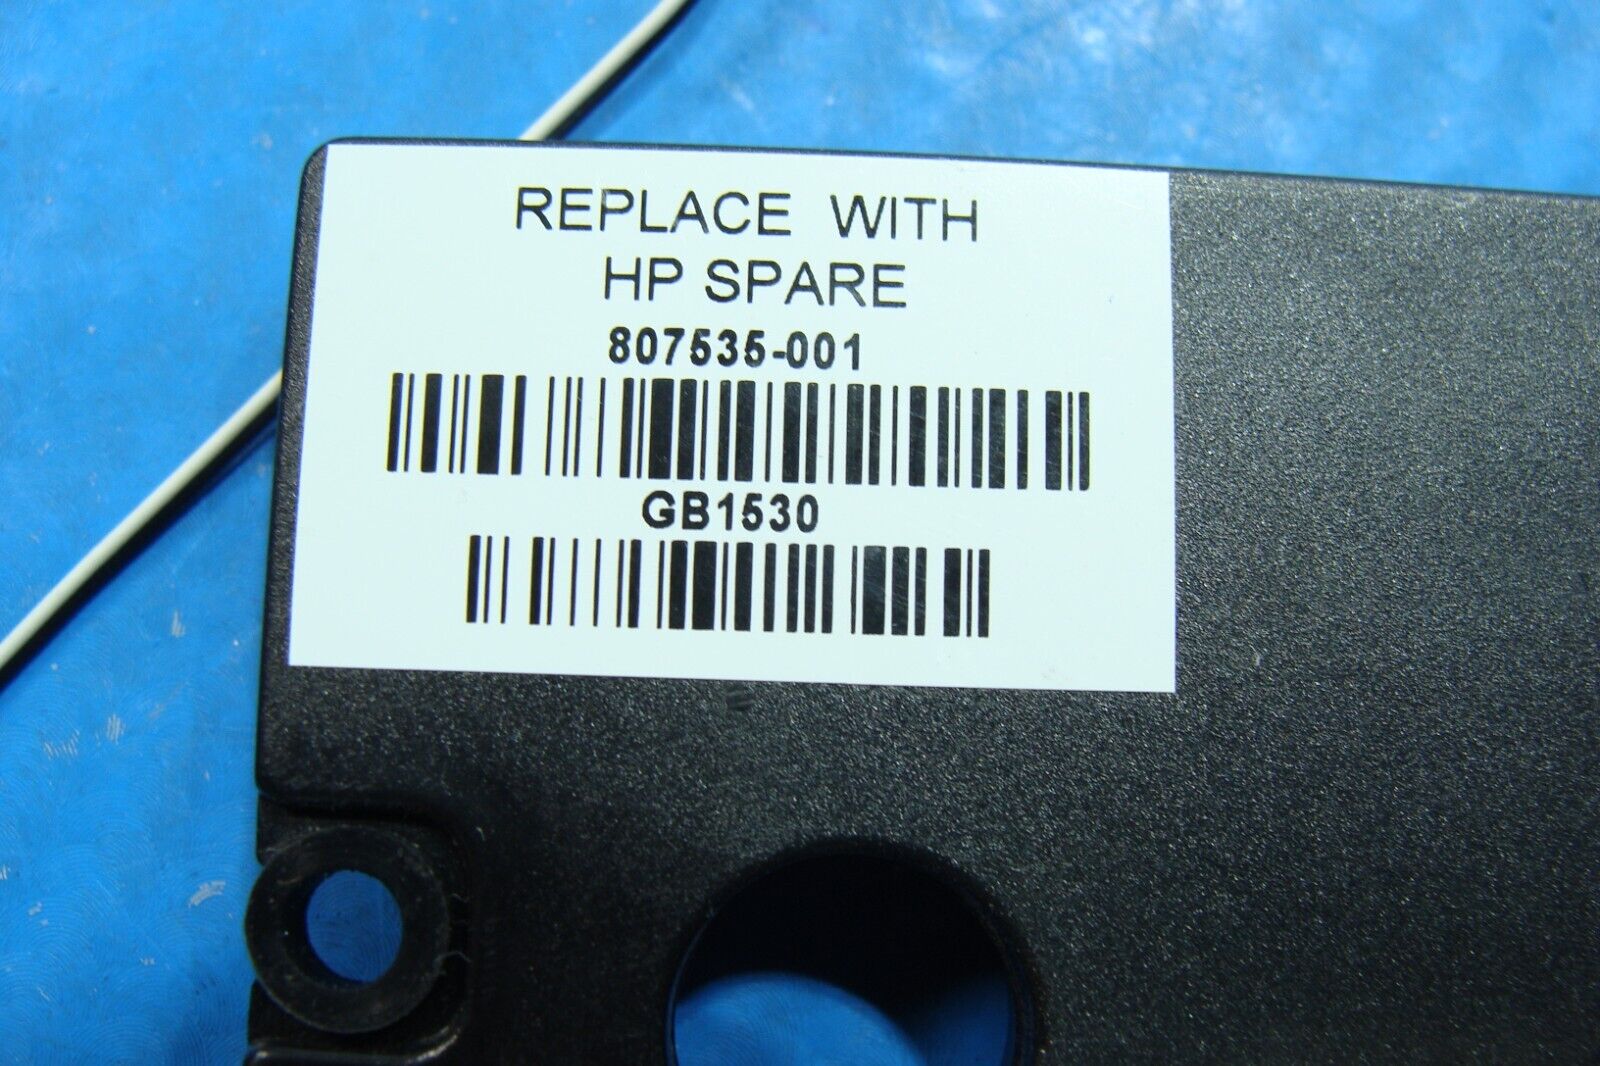 REPLACE WITH
HP SPARE
807535-001
GB1530